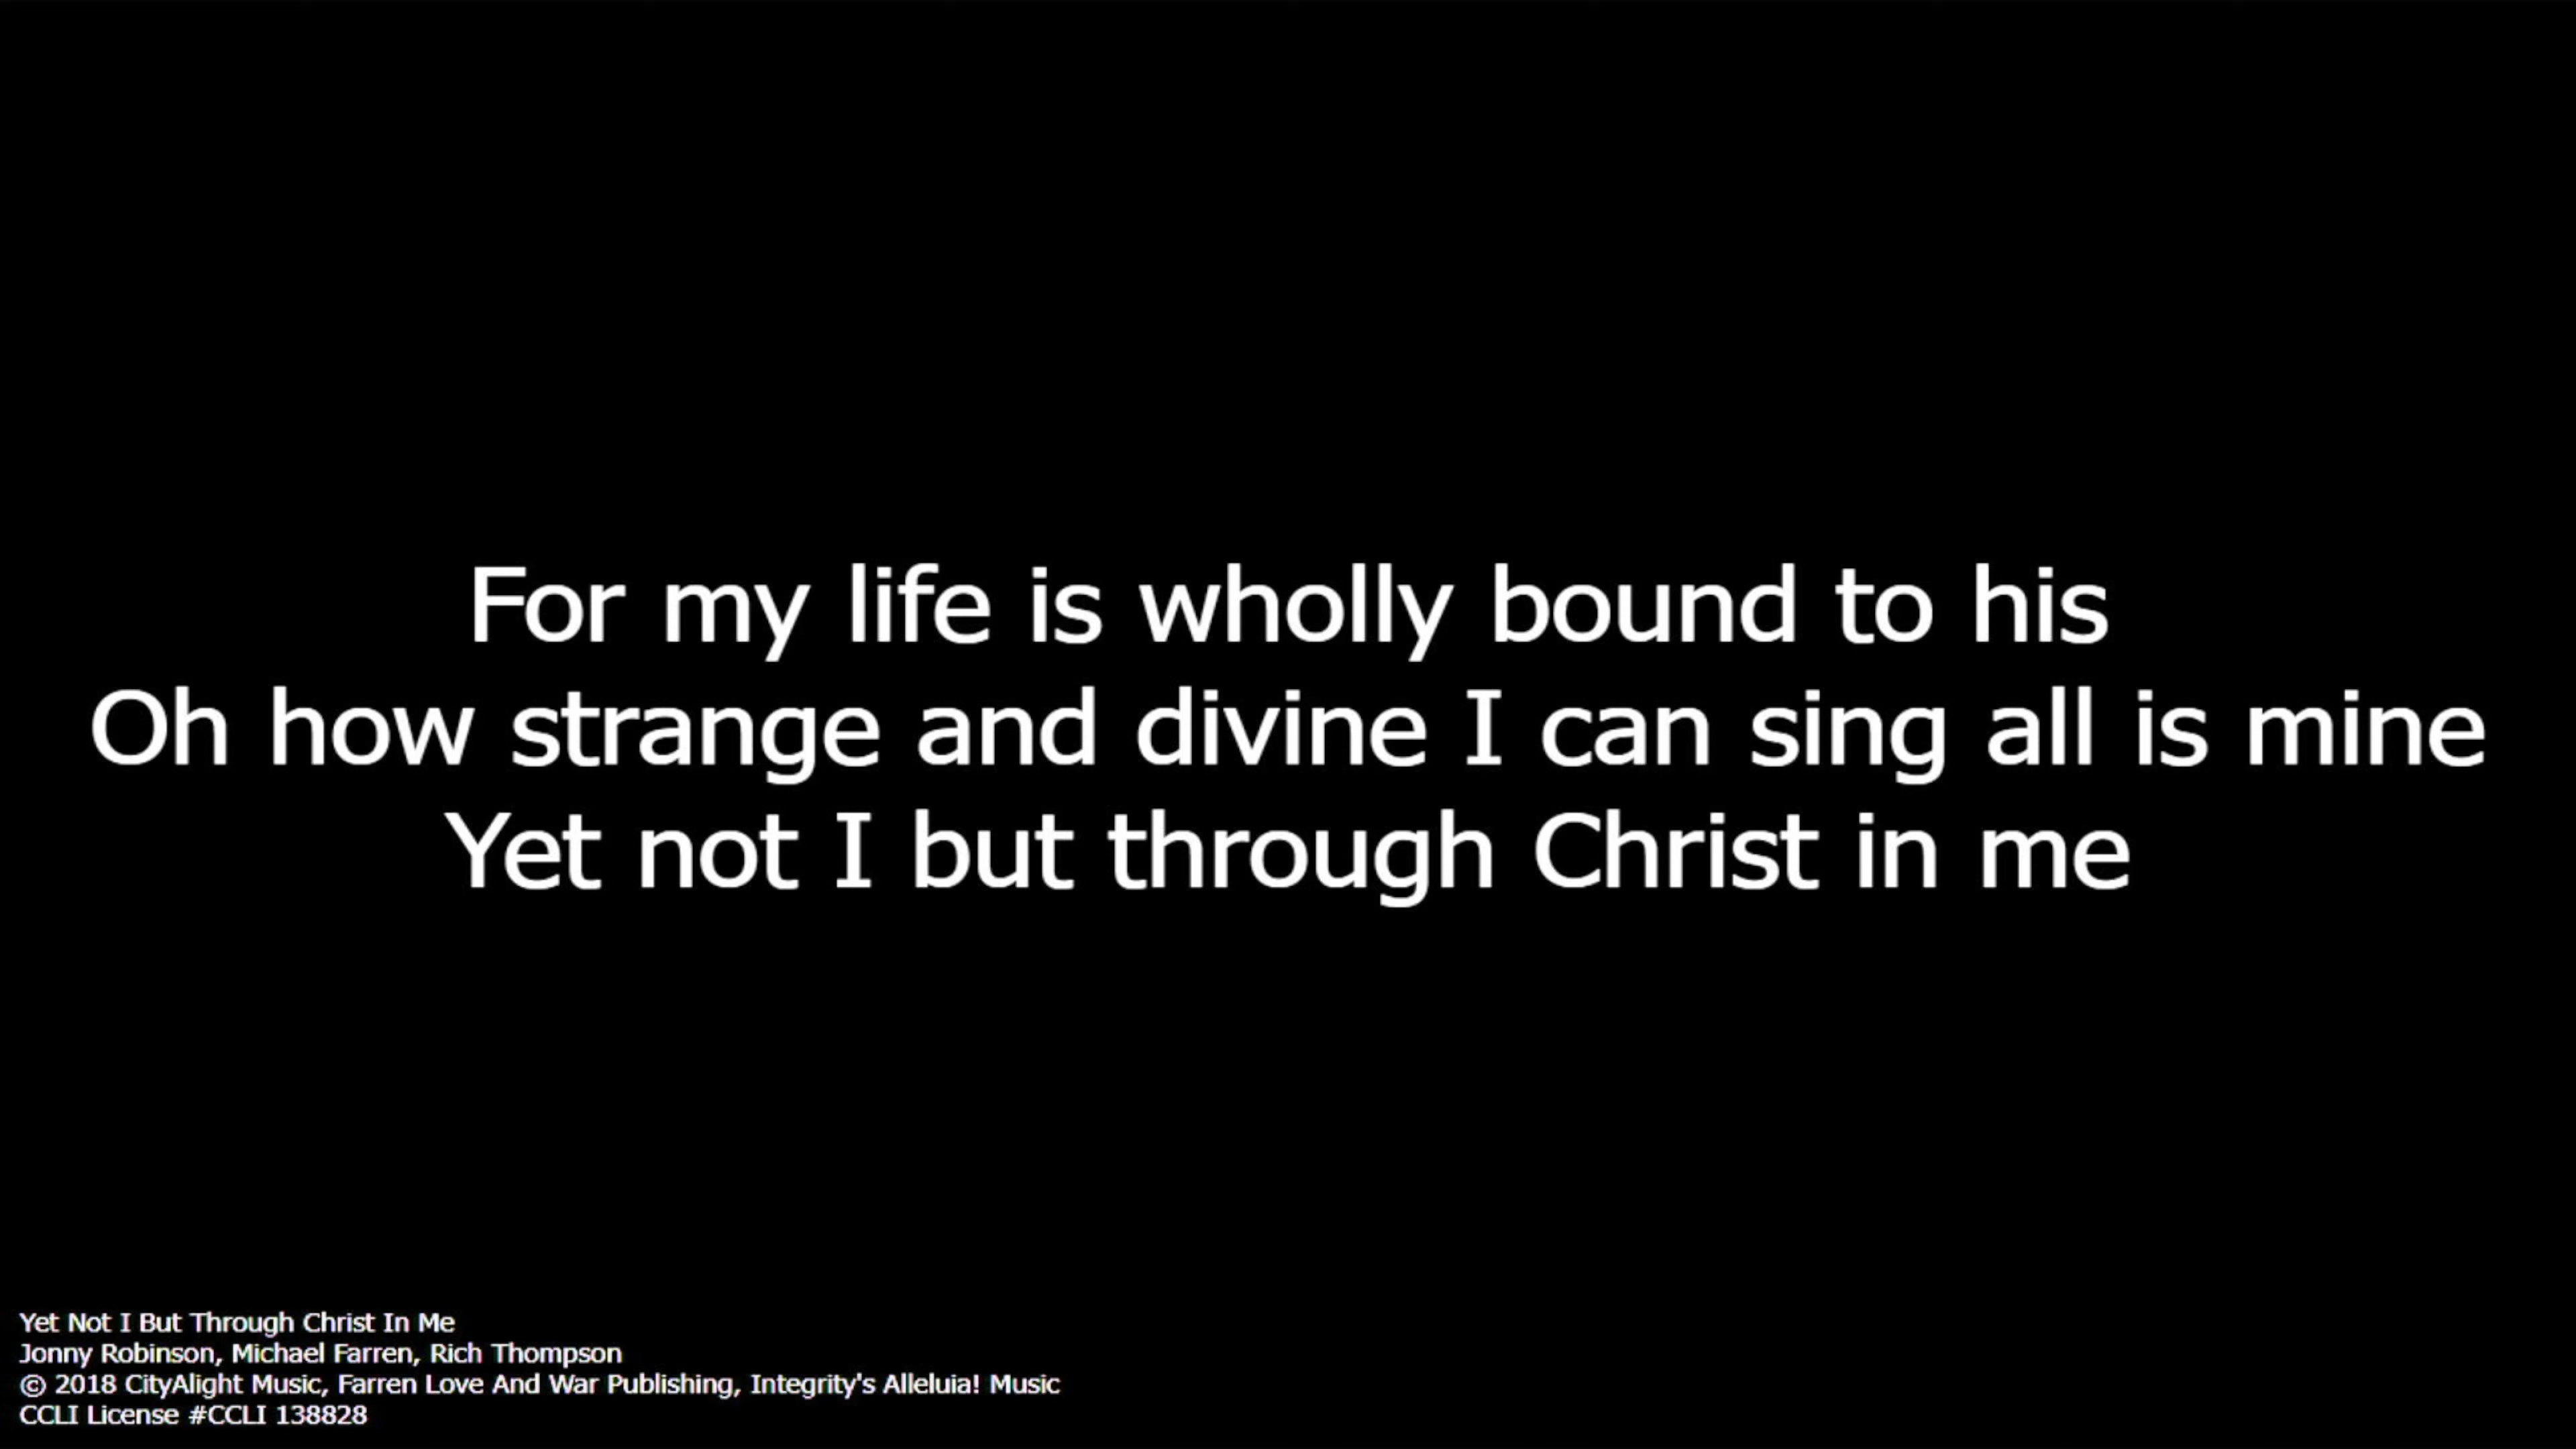 For my life is wholly bound to his
Oh how strange and divine I can sing all is mine
Yet not I but through Christ in me
Yet Not I But Through Christ In Me
Jonny Robinson, Michael Farren, Rich Thompson
© 2018 CityAlight Music, Farren Love And War Publishing, Integrity's Alleluia! Music
CCLI License #CCLI 138828